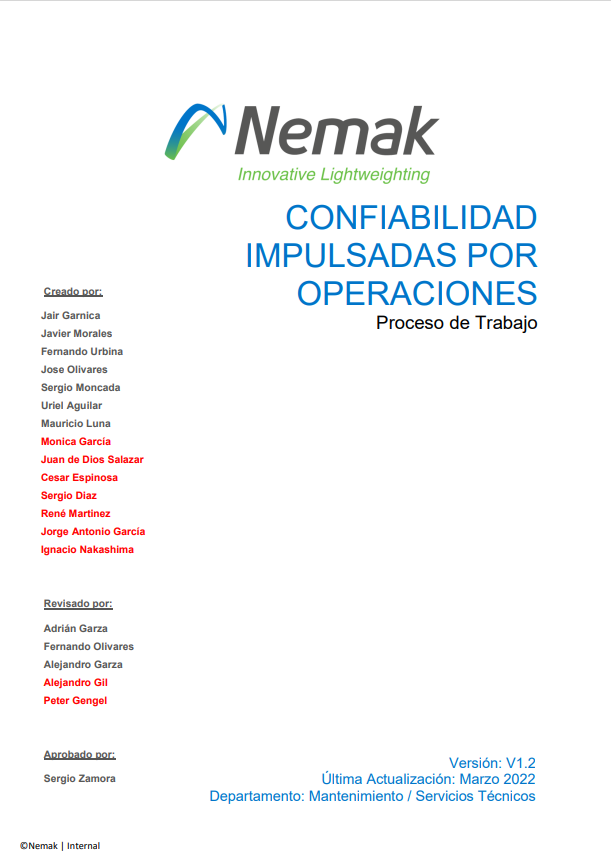 Nemak
Innovative Lightweighting
CONFIABILIDAD
IMPULSADAS POR
OPERACIONES
Proceso de Trabajo
Creado por:
Jair Garnica
Javier Morales
Fernando Urbina
Jose Olivares
Sergio Moncada
Uriel Aguilar
Mauricio Luna
Monica García
Juan de Dios Salazar
Cesar Espinosa
Sergio Diaz
René Martinez
Jorge Antonio García
Ignacio Nakashima
Revisado por:
Adrián Garza
Fernando Olivares
Alejandro Garza
Alejandro Gil
Peter Gengel
Aprobado por:
Sergio Zamora
Versión: V1.2
Última Actualización: Marzo 2022
Departamento: Mantenimiento / Servicios Técnicos
©Nemak | Internal